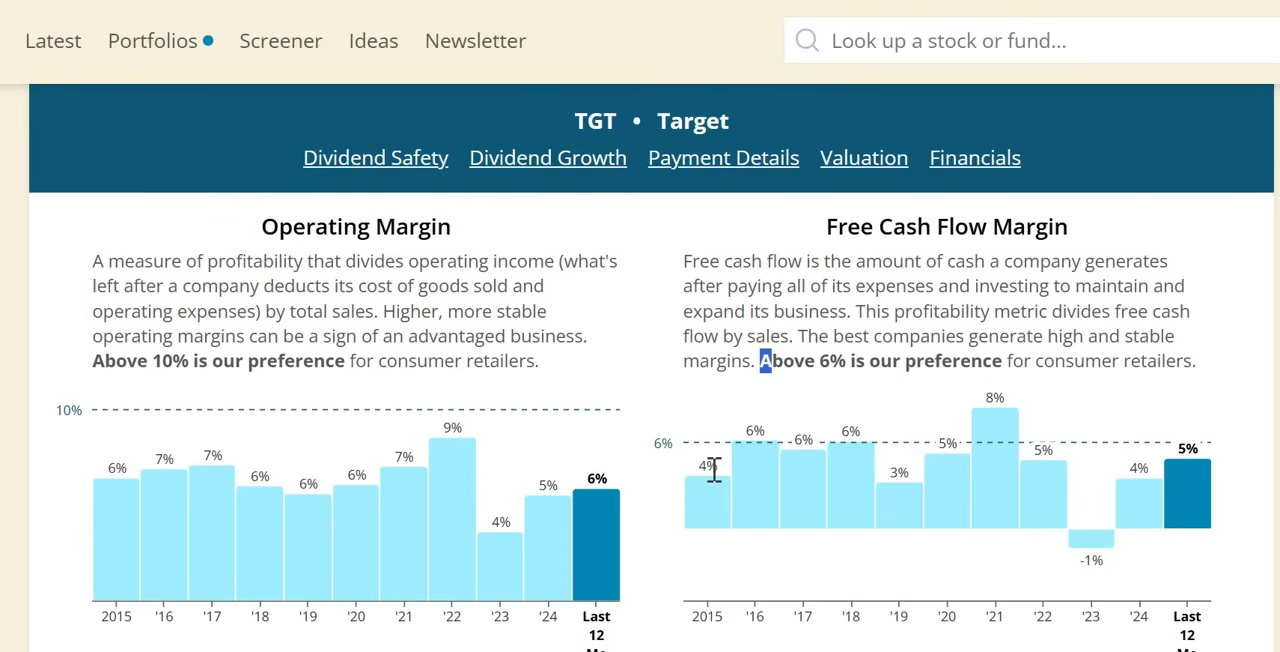 Latest Portfolios Screener Ideas Newsletter Look up a stock or fund...
TGT • Target
Dividend Safety Dividend Growth Payment Details Valuation Financials
Operating Margin
A measure of profitability that divides operating income (what's
left after a company deducts its cost of goods sold and
operating expenses) by total sales. Higher, more stable
operating margins can be a sign of an advantaged business.
Above 10% is our preference for consumer retailers.
10%
6% 7% 7% 6% 6% 6% 7% 9% 4% 5% 6%
2015 '16 '17 '18 '19 '20 '21 '22 '23 '24 Last
12
Free Cash Flow Margin
Free cash flow is the amount of cash a company generates
after paying all of its expenses and investing to maintain and
expand its business. This profitability metric divides free cash
flow by sales. The best companies generate high and stable
margins. Above 6% is our preference for consumer retailers.
6%
4% 6% 6% 6% 3% 5% 8% 5% -1% 4% 5%
2015 '16 '17 '18 '19 '20 '21 '22 '23 '24 Last
12